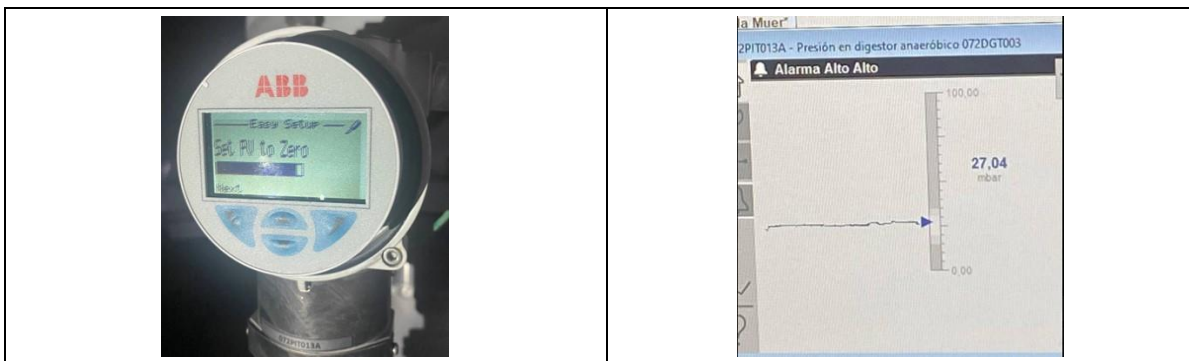 ABB
Easy Setup
Set PV to Zero
Next
072PIT013A
la Muer"
2PIT013A - Presión en digestor anaeróbico 072DGT003
Alarma Alto Alto
100,00
27,04
mbar
0,00